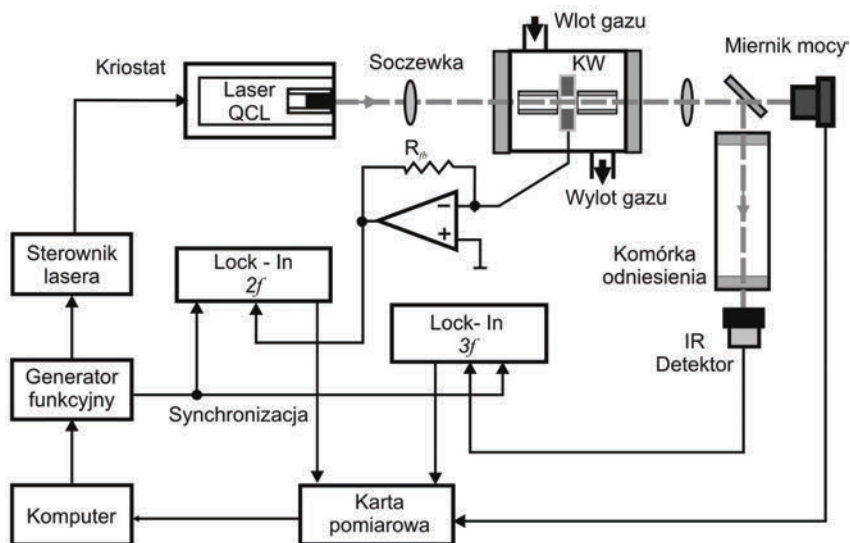 Wlot gazu
Miernik mocy
Kriostat
Soczewka
KW
Laser
QCL
R_fb
Wylot gazu
−
+
Sterownik
lasera
Lock - In
2f
Komórka
odniesienia
Lock- In
3f
IR
Detektor
Generator
funkcyjny
Synchronizacja
Komputer
Karta
pomiarowa